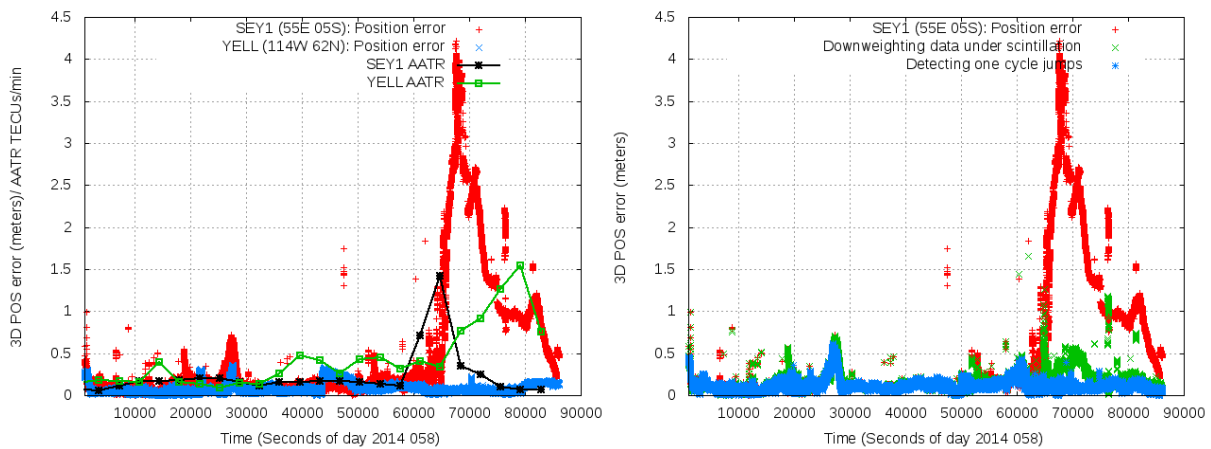 SEY1 (55E 05S): Position error
YELL (114W 62N): Position error
SEY1 AATR
YELL AATR
3D POS error (meters)/ AATR TECUs/min
4.5
4
3.5
3
2.5
2
1.5
1
0.5
0
10000 20000 30000 40000 50000 60000 70000 80000 90000
Time (Seconds of day 2014 058)
SEY1 (55E 05S): Position error
Downweighting data under scintillation
Detecting one cycle jumps
3D POS error (meters)
4.5
4
3.5
3
2.5
2
1.5
1
0.5
0
10000 20000 30000 40000 50000 60000 70000 80000 90000
Time (Seconds of day 2014 058)